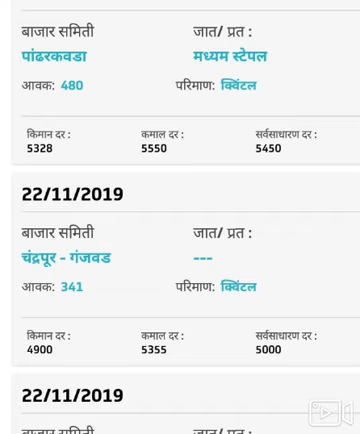 बाजार समिती जात/ प्रत :
पांढरकवडा मध्यम स्टेपल
आवक: 480 परिमाण: क्विंटल
किमान दर : कमाल दर : सर्वसाधारण दर :
5328 5550 5450
22/11/2019
बाजार समिती जात/ प्रत :
चंद्रपूर - गंजवड ---
आवक: 341 परिमाण: क्विंटल
किमान दर : कमाल दर : सर्वसाधारण दर :
4900 5355 5000
22/11/2019
बाजार समिती जात/ प्रत :